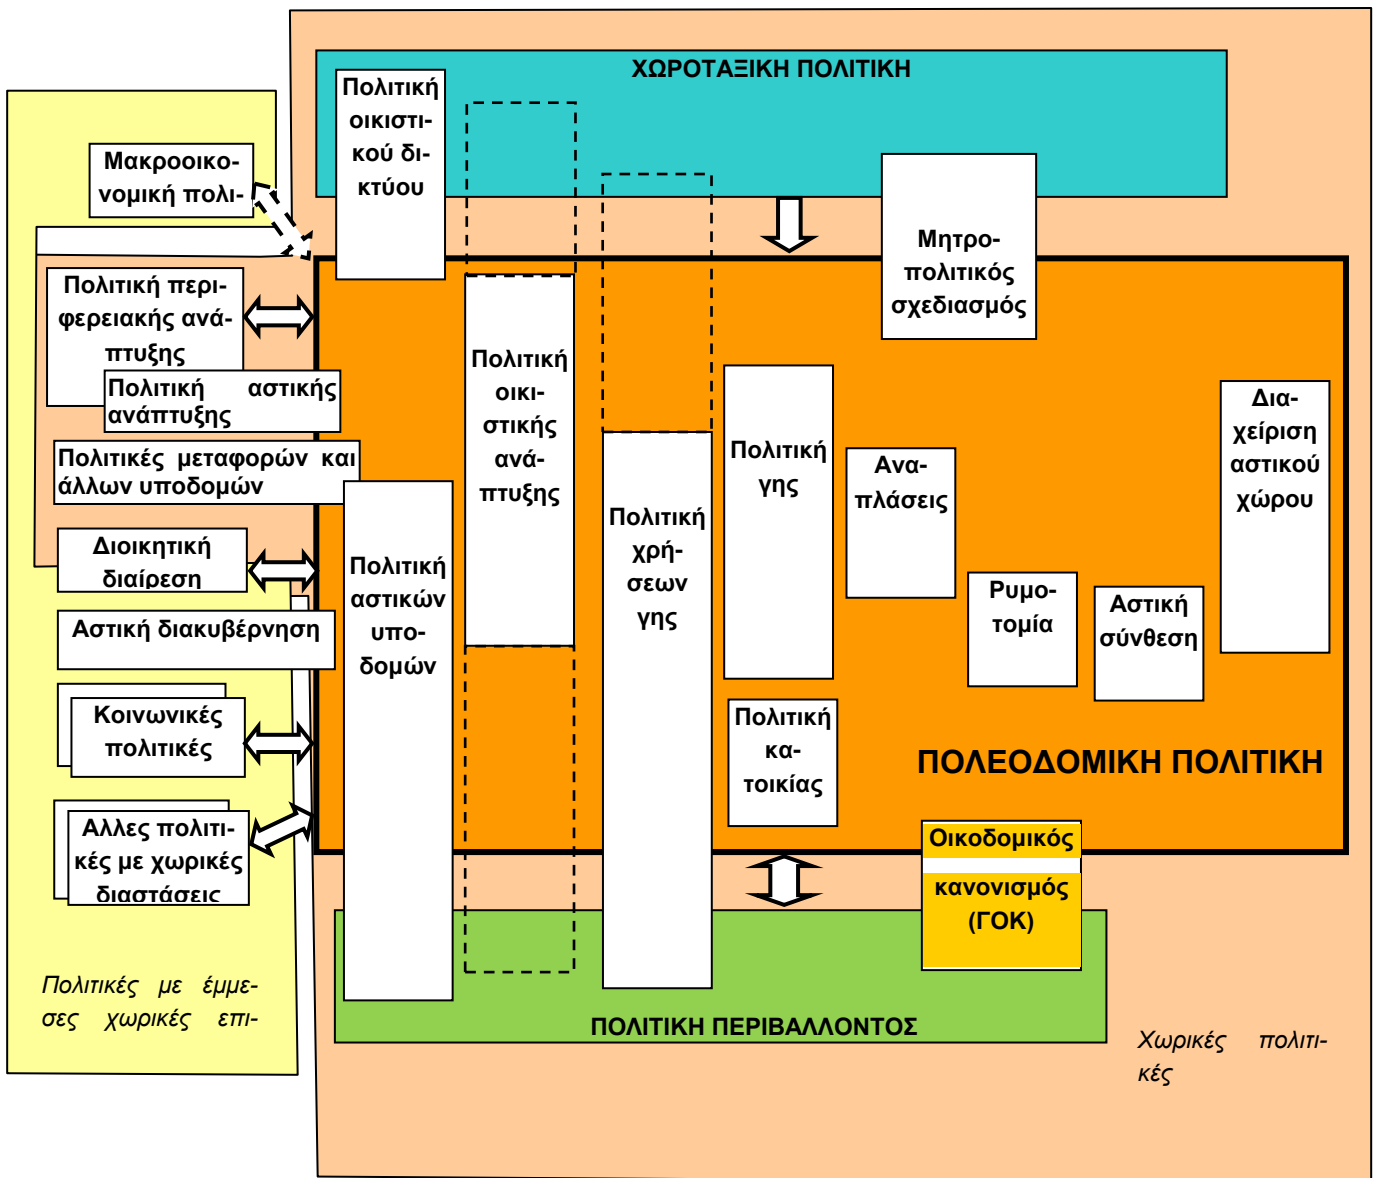 ΧΩΡΟΤΑΞΙΚΗ ΠΟΛΙΤΙΚΗ
Πολιτική
οικιστι-
κού δι-
κτύου
Μακροοικο-
νομική πολι-
Μητρο-
πολιτικός
σχεδιασμός
Πολιτική περι-
φερειακής ανά-
πτυξης
Πολιτική αστικής
ανάπτυξης
Πολιτικές μεταφορών και
άλλων υποδομών
Διοικητική
διαίρεση
Αστική διακυβέρνηση
Κοινωνικές
πολιτικές
Αλλες πολιτι-
κές με χωρικές
διαστάσεις
Πολιτικές με έμμε-
σες χωρικές επι-
Πολιτική
αστικών
υπο-
δομών
Πολιτική
οικι-
στικής
ανά-
πτυξης
Πολιτική
χρή-
σεων
γης
Πολιτική
γης
Πολιτική
κα-
τοικίας
Ανα-
πλάσεις
Ρυμο-
τομία
Αστική
σύνθεση
Δια-
χείριση
αστικού
χώρου
ΠΟΛΕΟΔΟΜΙΚΗ ΠΟΛΙΤΙΚΗ
Οικοδομικός
κανονισμός
(ΓΟΚ)
ΠΟΛΙΤΙΚΗ ΠΕΡΙΒΑΛΛΟΝΤΟΣ
Χωρικές πολιτι-
κές